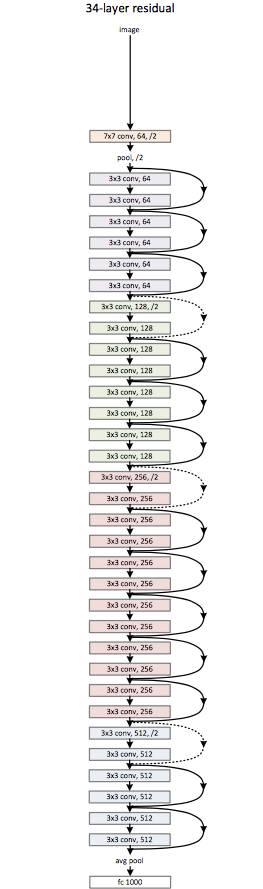 34-layer residual
image
7x7 conv, 64, /2
pool, /2
3x3 conv, 64
3x3 conv, 64
3x3 conv, 64
3x3 conv, 64
3x3 conv, 64
3x3 conv, 64
3x3 conv, 128, /2
3x3 conv, 128
3x3 conv, 128
3x3 conv, 128
3x3 conv, 128
3x3 conv, 128
3x3 conv, 128
3x3 conv, 128
3x3 conv, 256, /2
3x3 conv, 256
3x3 conv, 256
3x3 conv, 256
3x3 conv, 256
3x3 conv, 256
3x3 conv, 256
3x3 conv, 256
3x3 conv, 256
3x3 conv, 256
3x3 conv, 256
3x3 conv, 256
3x3 conv, 512, /2
3x3 conv, 512
3x3 conv, 512
3x3 conv, 512
3x3 conv, 512
3x3 conv, 512
avg pool
fc 1000